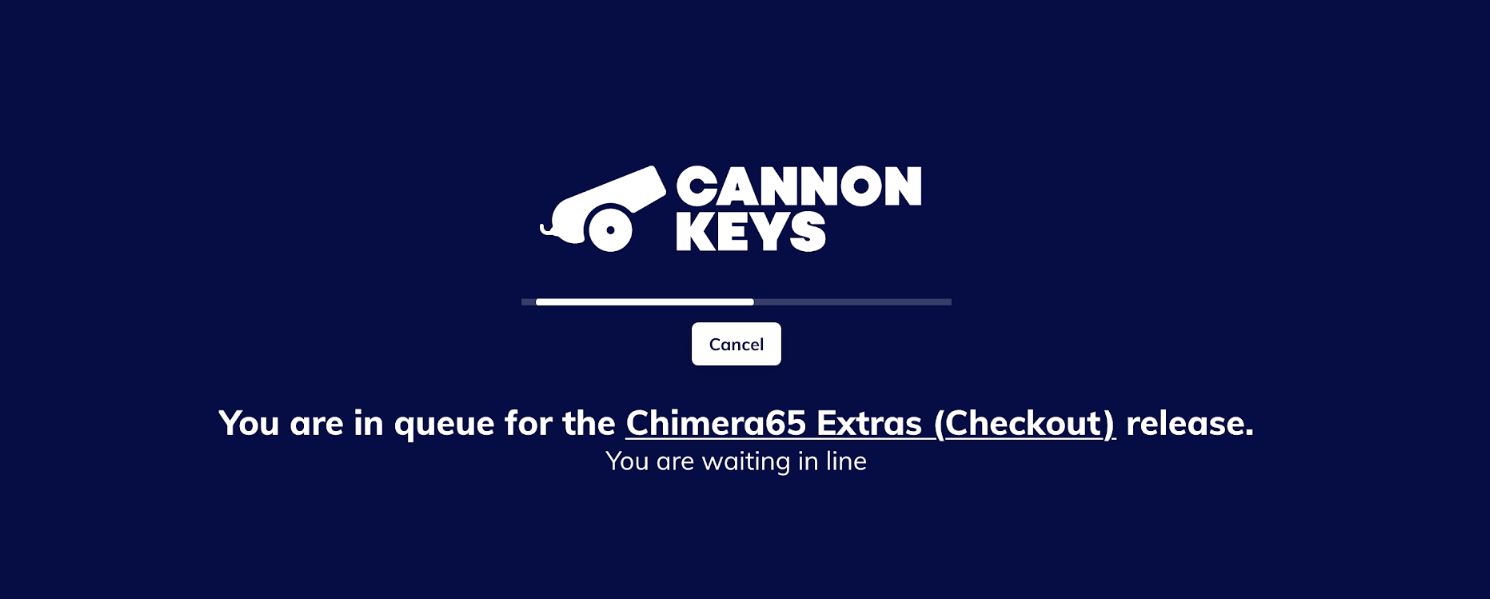 CANNON
KEYS
Cancel
You are in queue for the Chimera65 Extras (Checkout) release.
You are waiting in line